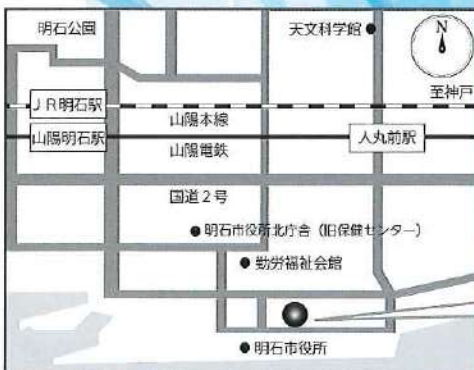 明石公園
天文科学館
N
至神戸
JR明石駅
山陽本線
山陽明石駅
人丸前駅
山陽電鉄
国道2号
明石市役所北庁舎（旧保健センター）
勤労福祉会館
明石市役所